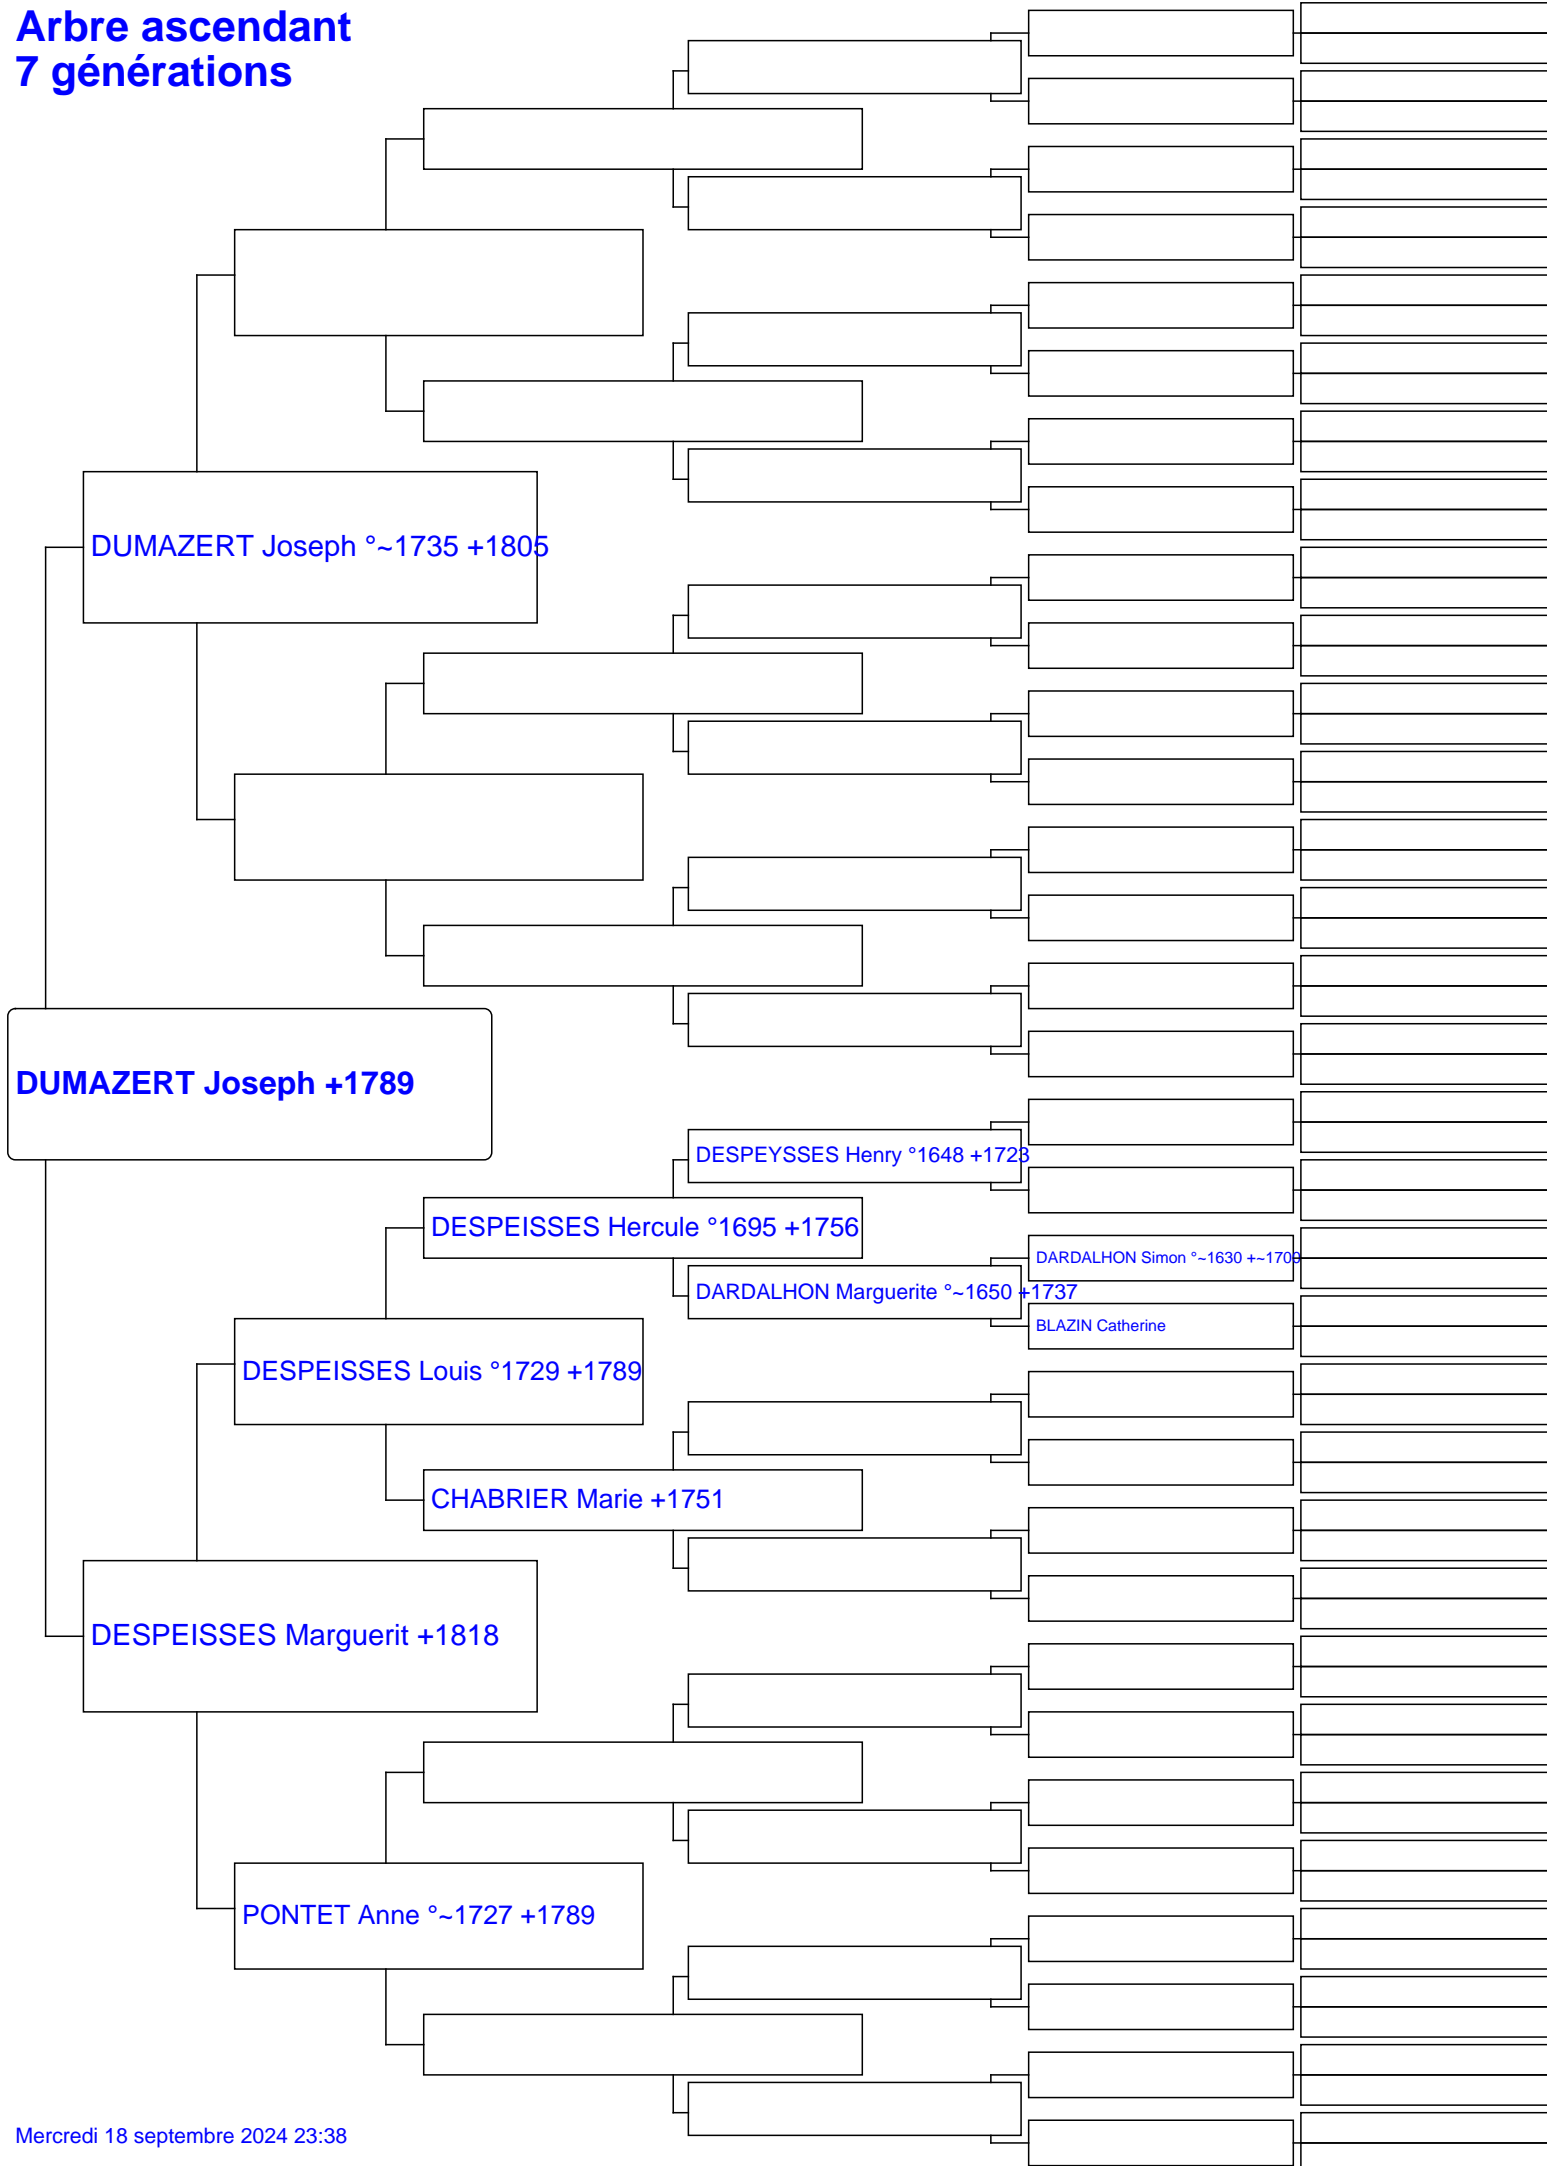 Arbre ascendant
7 générations
DUMAZERT Joseph °~1735 +1805
DUMAZERT Joseph +1789
DESPEYSSES Henry °1648 +1723
DESPEISSES Hercule °1695 +1756
DARDALHON Simon °~1630 +~1700
DARDALHON Marguerite °~1650 +1737
BLAZIN Catherine
DESPEISSES Louis °1729 +1789
CHABRIER Marie +1751
DESPEISSES Marguerit +1818
PONTET Anne °~1727 +1789
Mercredi 18 septembre 2024 23:38